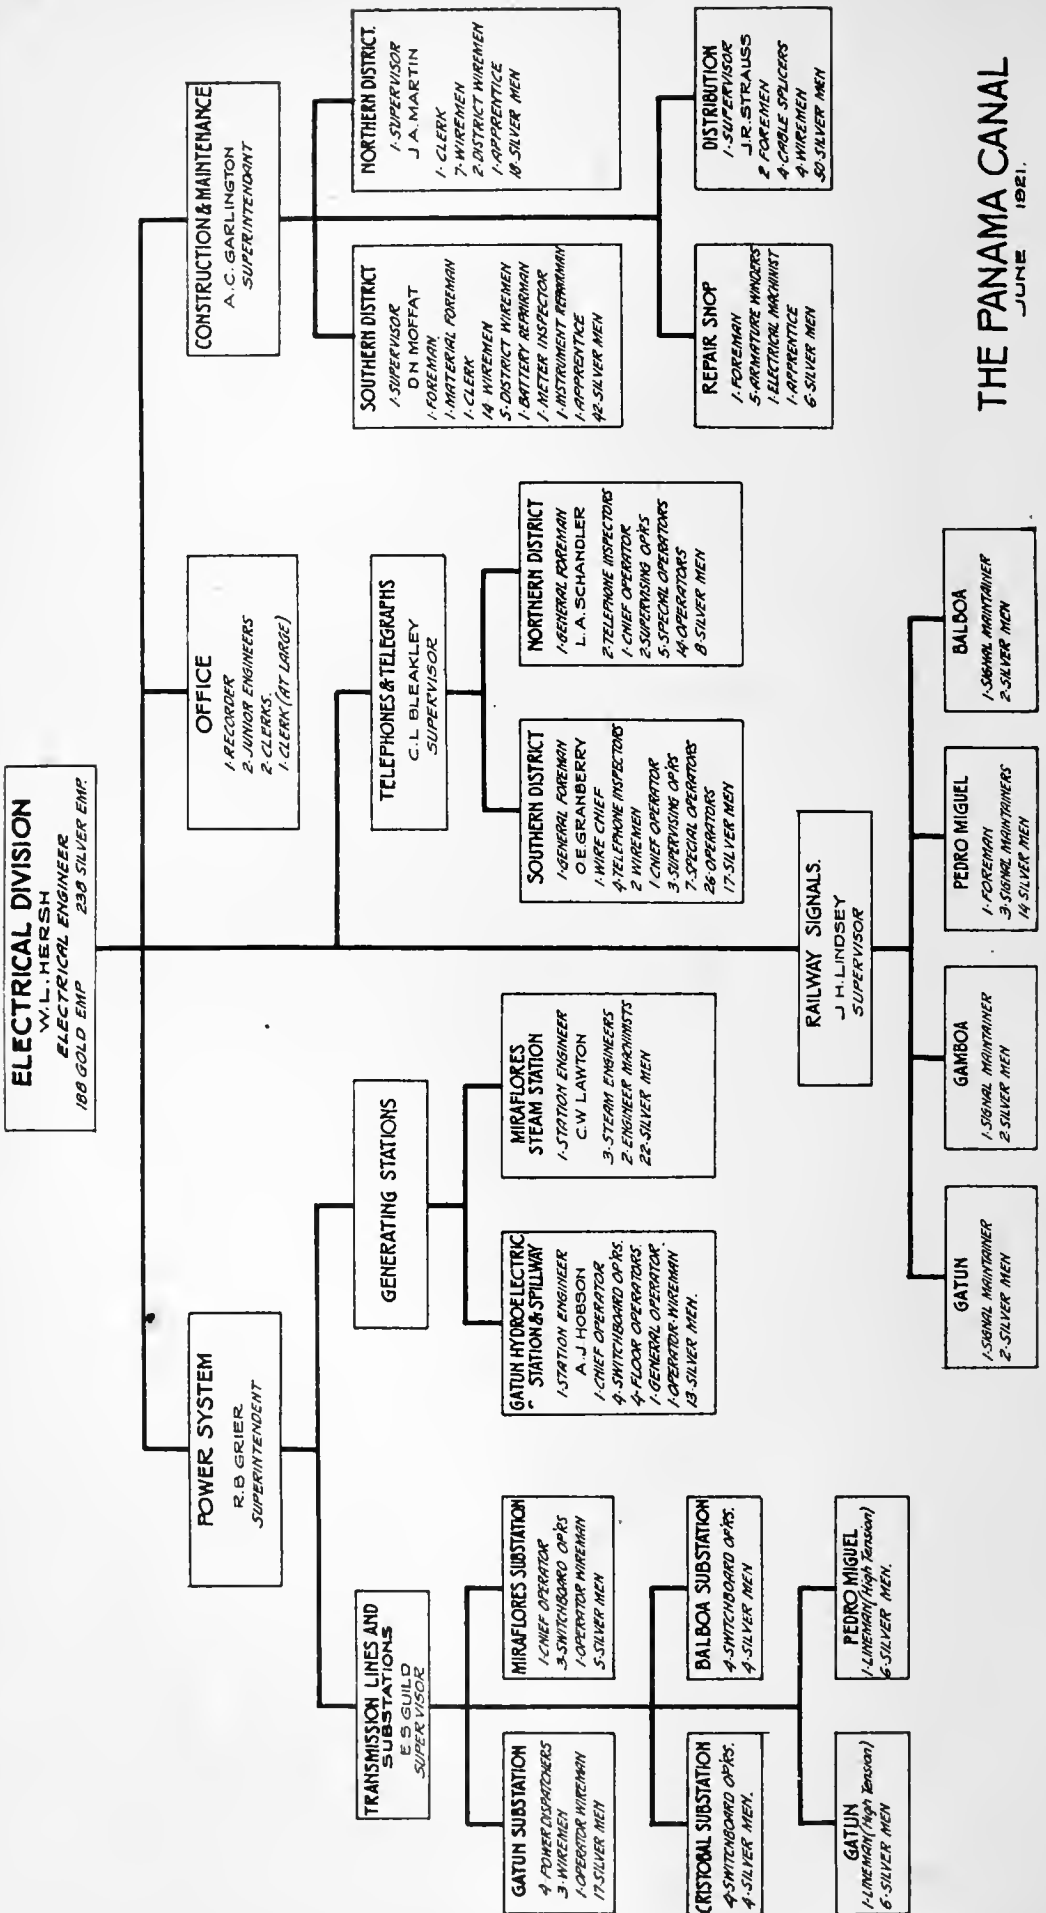 ELECTRICAL DIVISION
W. L. HERSH
ELECTRICAL ENGINEER
188 GOLD EMP 238 SILVER EMP.
POWER SYSTEM
R.B GRIER
SUPERINTENDENT
OFFICE
1-RECORDER
2-JUNIOR ENGINEERS
2-CLERKS.
1-CLERK (AT LARGE)
CONSTRUCTION & MAINTENANCE
A.C. GARLINGTON
SUPERINTENDANT
TRANSMISSION LINES AND
SUBSTATIONS
E S GUILD
SUPERVISOR
GENERATING STATIONS
TELEPHONES & TELEGRAPHS
C.L BLEAKLEY
SUPERVISOR
SOUTHERN DISTRICT
1-SUPERVISOR
D N MOFFAT
1-FOREMAN
1-MATERIAL FOREMAN
1-CLERK
14 WIREMEN
5-DISTRICT WIREMEN
1-BATTERY REPAIRMAN
1-METER INSPECTOR
1-INSTRUMENT REPAIRMAN
1-APPRENTICE
42-SILVER MEN
NORTHERN DISTRICT.
1-SUPERVISOR
J A. MARTIN
1-CLERK
7-WIREMEN
2-DISTRICT WIREMEN
1-APPRENTICE
18-SILVER MEN
GATUN SUBSTATION
4 POWER DISPATCHERS
3-WIREMEN
1-OPERATOR WIREMAN
17-SILVER MEN
MIRAFLORES SUBSTATION
1-CHIEF OPERATOR
3-SWITCHBOARD OP'RS
1-OPERATOR WIREMAN
5-SILVER MEN
GATUN HYDROELECTRIC
STATION & SPILLWAY
1-STATION ENGINEER
A. J HOBSON
1-CHIEF OPERATOR
4-SWITCHBOARD OP'RS.
4-FLOOR OPERATORS.
1-GENERAL OPERATOR.
1-OPERATOR-WIREMAN
13-SILVER MEN.
MIRAFLORES
STEAM STATION
1-STATION ENGINEER
C.W LAWTON
3-STEAM ENGINEERS
2-ENGINEER MACHINISTS
22-SILVER MEN
SOUTHERN DISTRICT
1-GENERAL FOREMAN
O E.GRANBERRY
1-WIRE CHIEF
4-TELEPHONE INSPECTORS
2 WIREMEN
1 CHIEF OPERATOR
3-SUPERVISING OP'RS
7-SPECIAL OPERATORS
26-OPERATORS
17-SILVER MEN
NORTHERN DISTRICT
1-GENERAL FOREMAN
L. A. SCHANDLER
2-TELEPHONE INSPECTORS
1-CHIEF OPERATOR
2-SUPERVISING OP'RS
5-SPECIAL OPERATORS
14-OPERATORS
8-SILVER MEN
REPAIR SHOP
1-FOREMAN
5-ARMATURE WINDERS
1-ELECTRICAL MACHINIST
1-APPRENTICE
6-SILVER MEN
DISTRIBUTION
1-SUPERVISOR
J.R. STRAUSS
2 FOREMEN
4-CABLE SPLICERS
4-WIREMEN
50-SILVER MEN
CRISTOBAL SUBSTATION
4-SWITCHBOARD OP'RS.
4-SILVER MEN.
BALBOA SUBSTATION
4-SWITCHBOARD OP'RS.
4-SILVER MEN
RAILWAY SIGNALS.
J H. LINDSEY
SUPERVISOR
GATUN
1-LINEMAN (High Tension)
6-SILVER MEN
PEDRO MIGUEL
1-LINEMAN (High Tension)
6-SILVER MEN.
GATUN
1-SIGNAL MAINTAINER
2-SILVER MEN
GAMBOA
1-SIGNAL MAINTAINER
2 SILVER MEN
PEDRO MIGUEL
1-FOREMAN
3-SIGNAL MAINTAINERS
14 SILVER MEN
BALBOA
1-SIGNAL MAINTAINER
2-SILVER MEN
THE PANAMA CANAL
JUNE 1921.